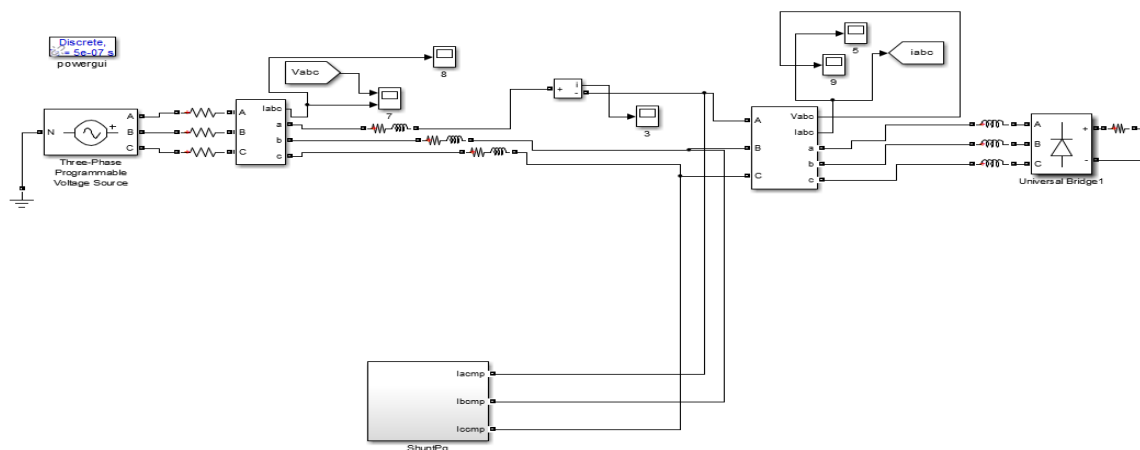 Discrete,
= 5e-07 s
powergui
N
A
B
C
Three-Phase
Programmable
Voltage Source
A
B
C
Iabc
a
b
c
Vabc
7
8
i
+
-
3
5
9
iabc
A
B
C
Vabc
Iabc
a
b
c
A
B
C
+
-
Universal Bridge1
Iacmp
Ibcmp
Iccmp
ShuntPq